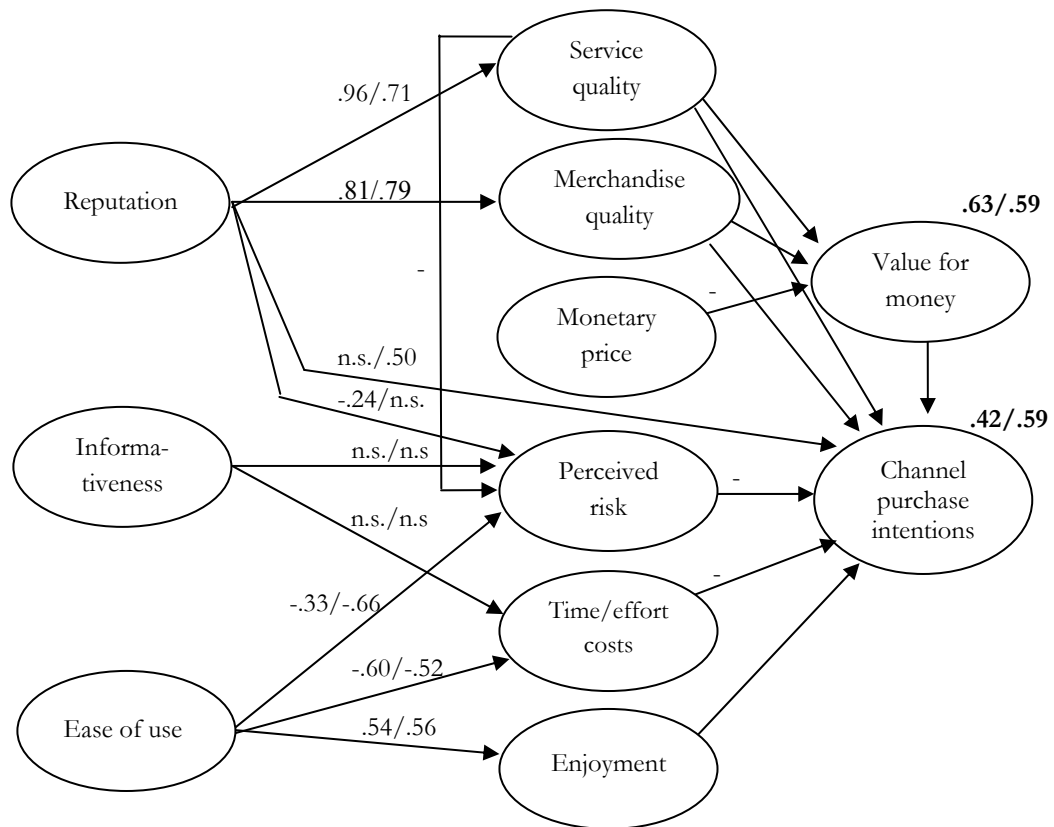 Service
quality
.96/.71
Reputation
.81/.79
Merchandise
quality
.63/.59
Value for
money
-
-
Monetary
price
n.s./.50
-.24/n.s.
.42/.59
Informa-
tiveness
n.s./n.s
Perceived
risk
-
Channel
purchase
intentions
n.s./n.s
-.33/-.66
Time/effort
costs
-
-.60/-.52
Ease of use
.54/.56
Enjoyment